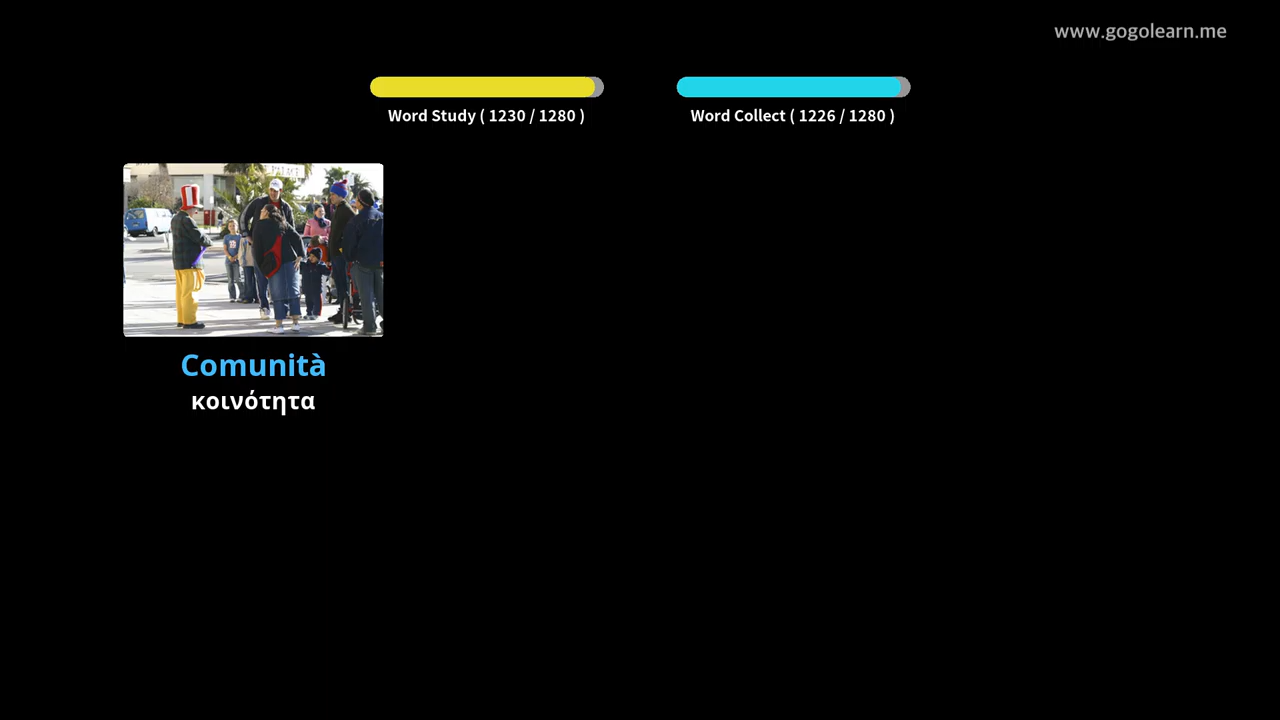 www.gogolearn.me
Word Study ( 1230 / 1280 )
Word Collect ( 1226 / 1280 )
Comunità
κοινότητα